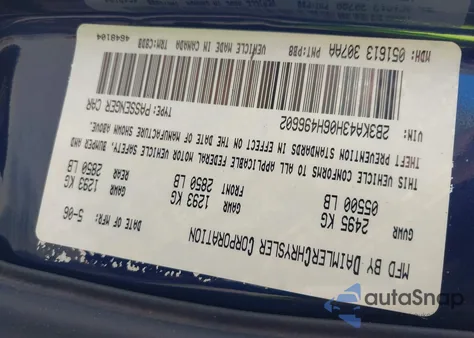 MFD BY DAIMLERCHRYSLER CORPORATION
DATE OF MFR: 5-06
GVWR
2495 KG
05500 LB
GAWR
1293 KG
FRONT
2850 LB
GAWR
1293 KG
REAR
2850 LB
THIS VEHICLE CONFORMS TO ALL APPLICABLE FEDERAL MOTOR VEHICLE SAFETY, BUMPER AND
THEFT PREVENTION STANDARDS IN EFFECT ON THE DATE OF MANUFACTURE SHOWN ABOVE.
VIN: 2B3KA43H06H496602
TYPE: PASSENGER CAR
MDH: 051613 307AA PNT: PB8
VEHICLE MADE IN CANADA
TRM: CBDB
4648104
autoSnap